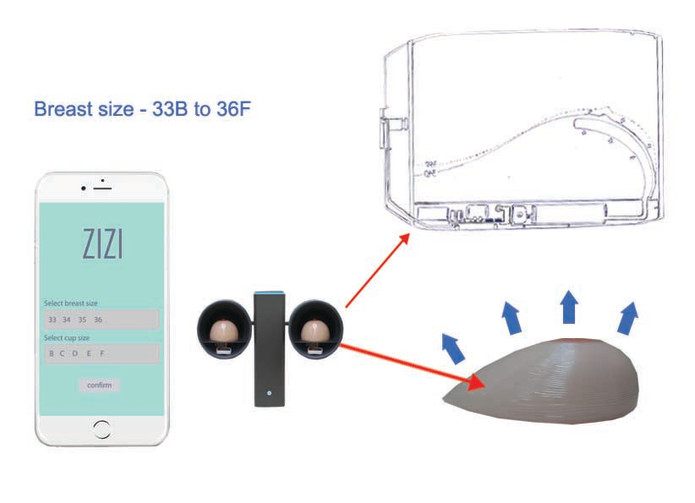 Breast size - 33B to 36F
ZIZI
Select breast size
33 34 35 36
Select cup size
B C D E F
confirm